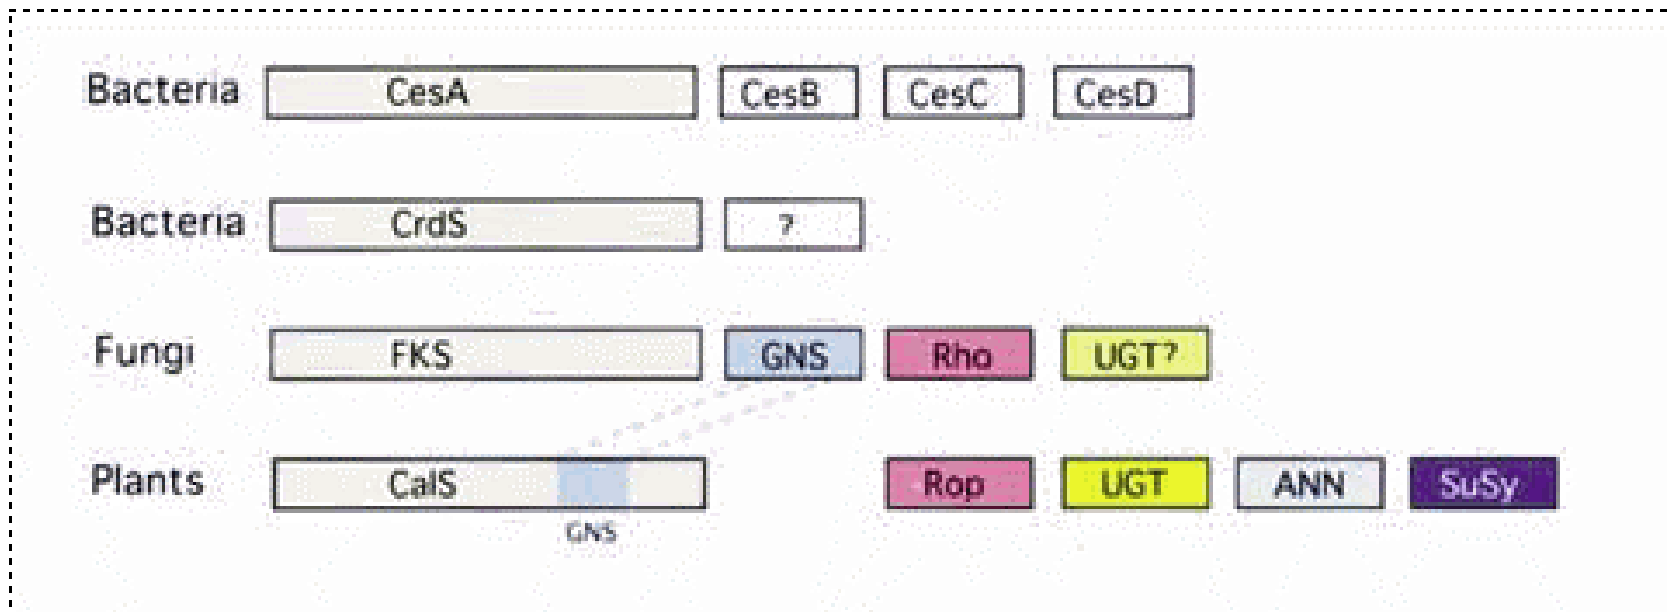 Bacteria CesA CesB CesC CesD
Bacteria CrdS ?
Fungi FKS GNS Rho UGT?
Plants CalS Rop UGT ANN SuSy
GNS